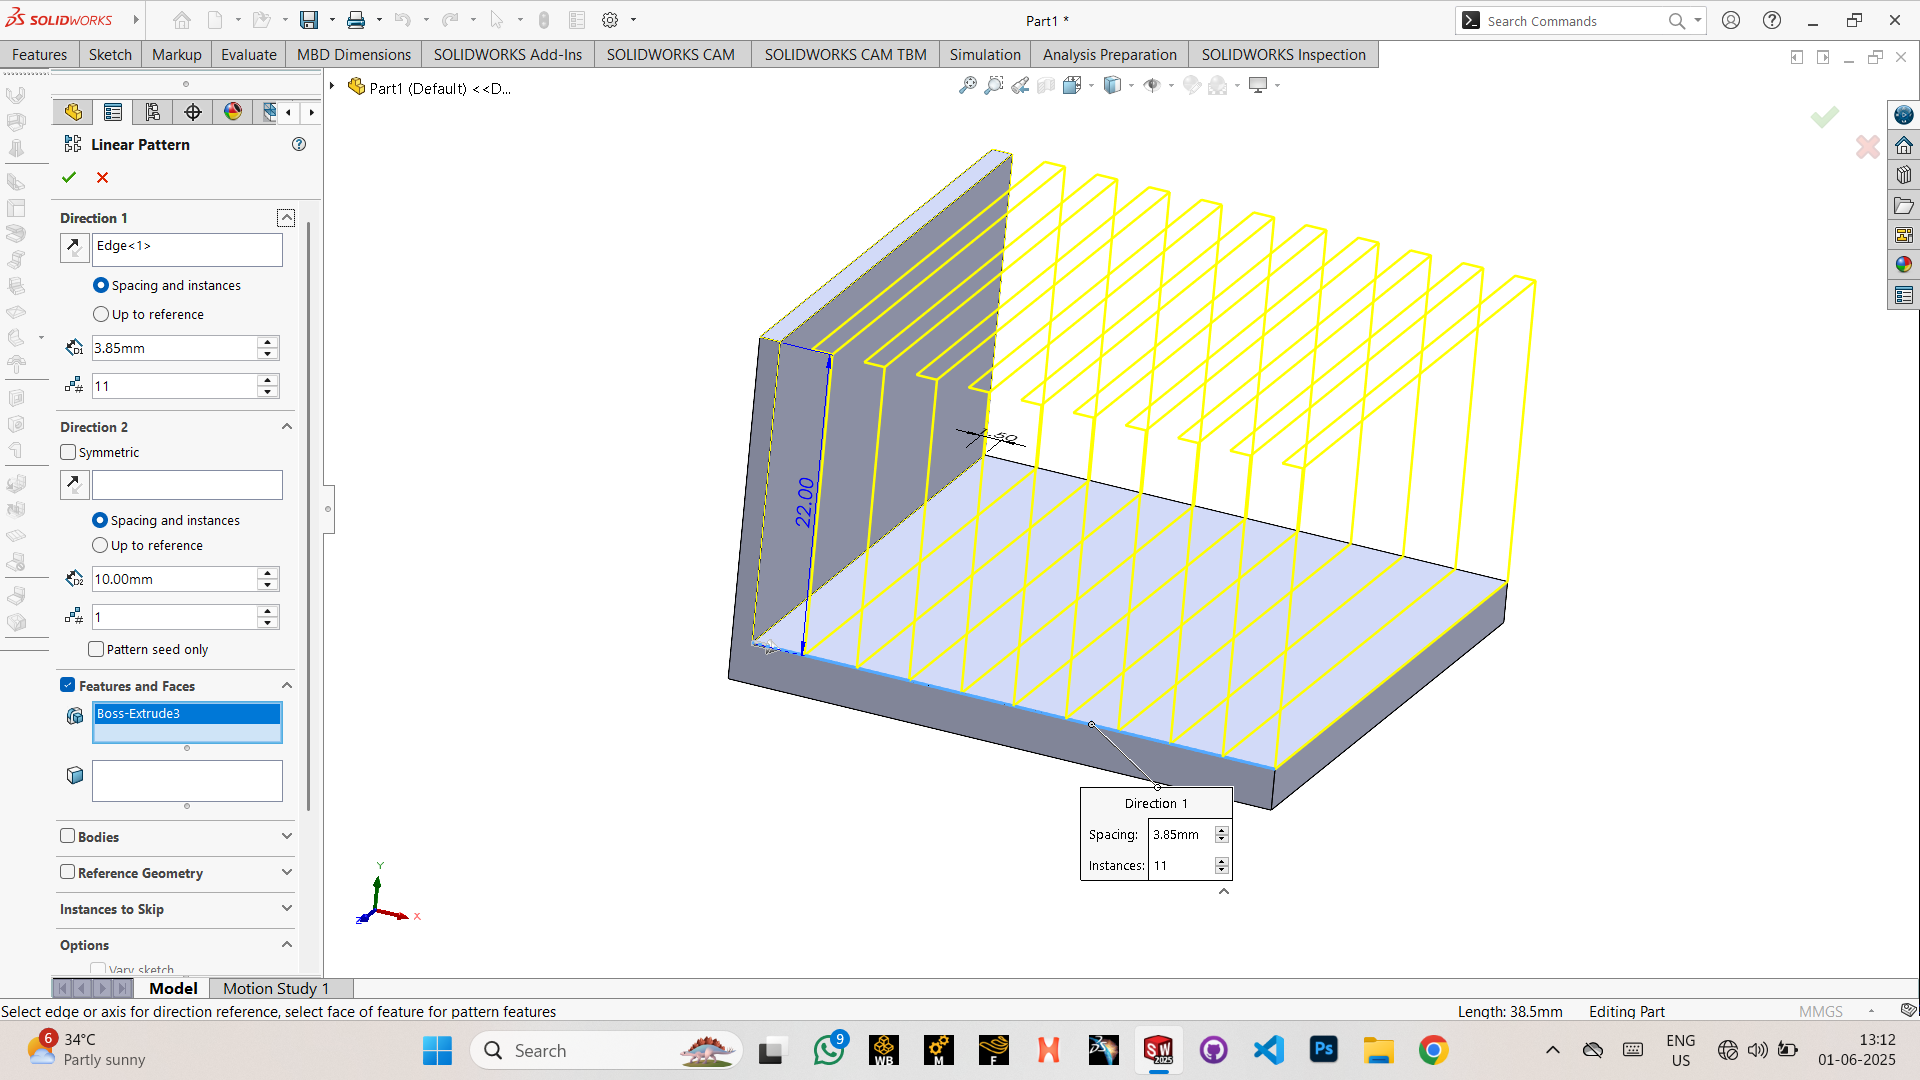 SOLIDWORKS
Part1 *
Search Commands
Features
Sketch
Markup
Evaluate
MBD Dimensions
SOLIDWORKS Add-Ins
SOLIDWORKS CAM
SOLIDWORKS CAM TBM
Simulation
Analysis Preparation
SOLIDWORKS Inspection
Part1 (Default) <<D...
Linear Pattern
Direction 1
Edge<1>
Spacing and instances
Up to reference
D1
3.85mm
11
Direction 2
Symmetric
Spacing and instances
Up to reference
D2
10.00mm
1
Pattern seed only
Features and Faces
Boss-Extrude3
Bodies
Reference Geometry
Instances to Skip
Options
Vary sketch
22.00
Direction 1
Spacing: 3.85mm
Instances: 11
Y
X
Z
Model
Motion Study 1
Select edge or axis for direction reference, select face of feature for pattern features
Length: 38.5mm
Editing Part
MMGS
6
34°C
Partly sunny
Search
9
WB
M
F
SW
2025
Ps
ENG
US
13:12
01-06-2025